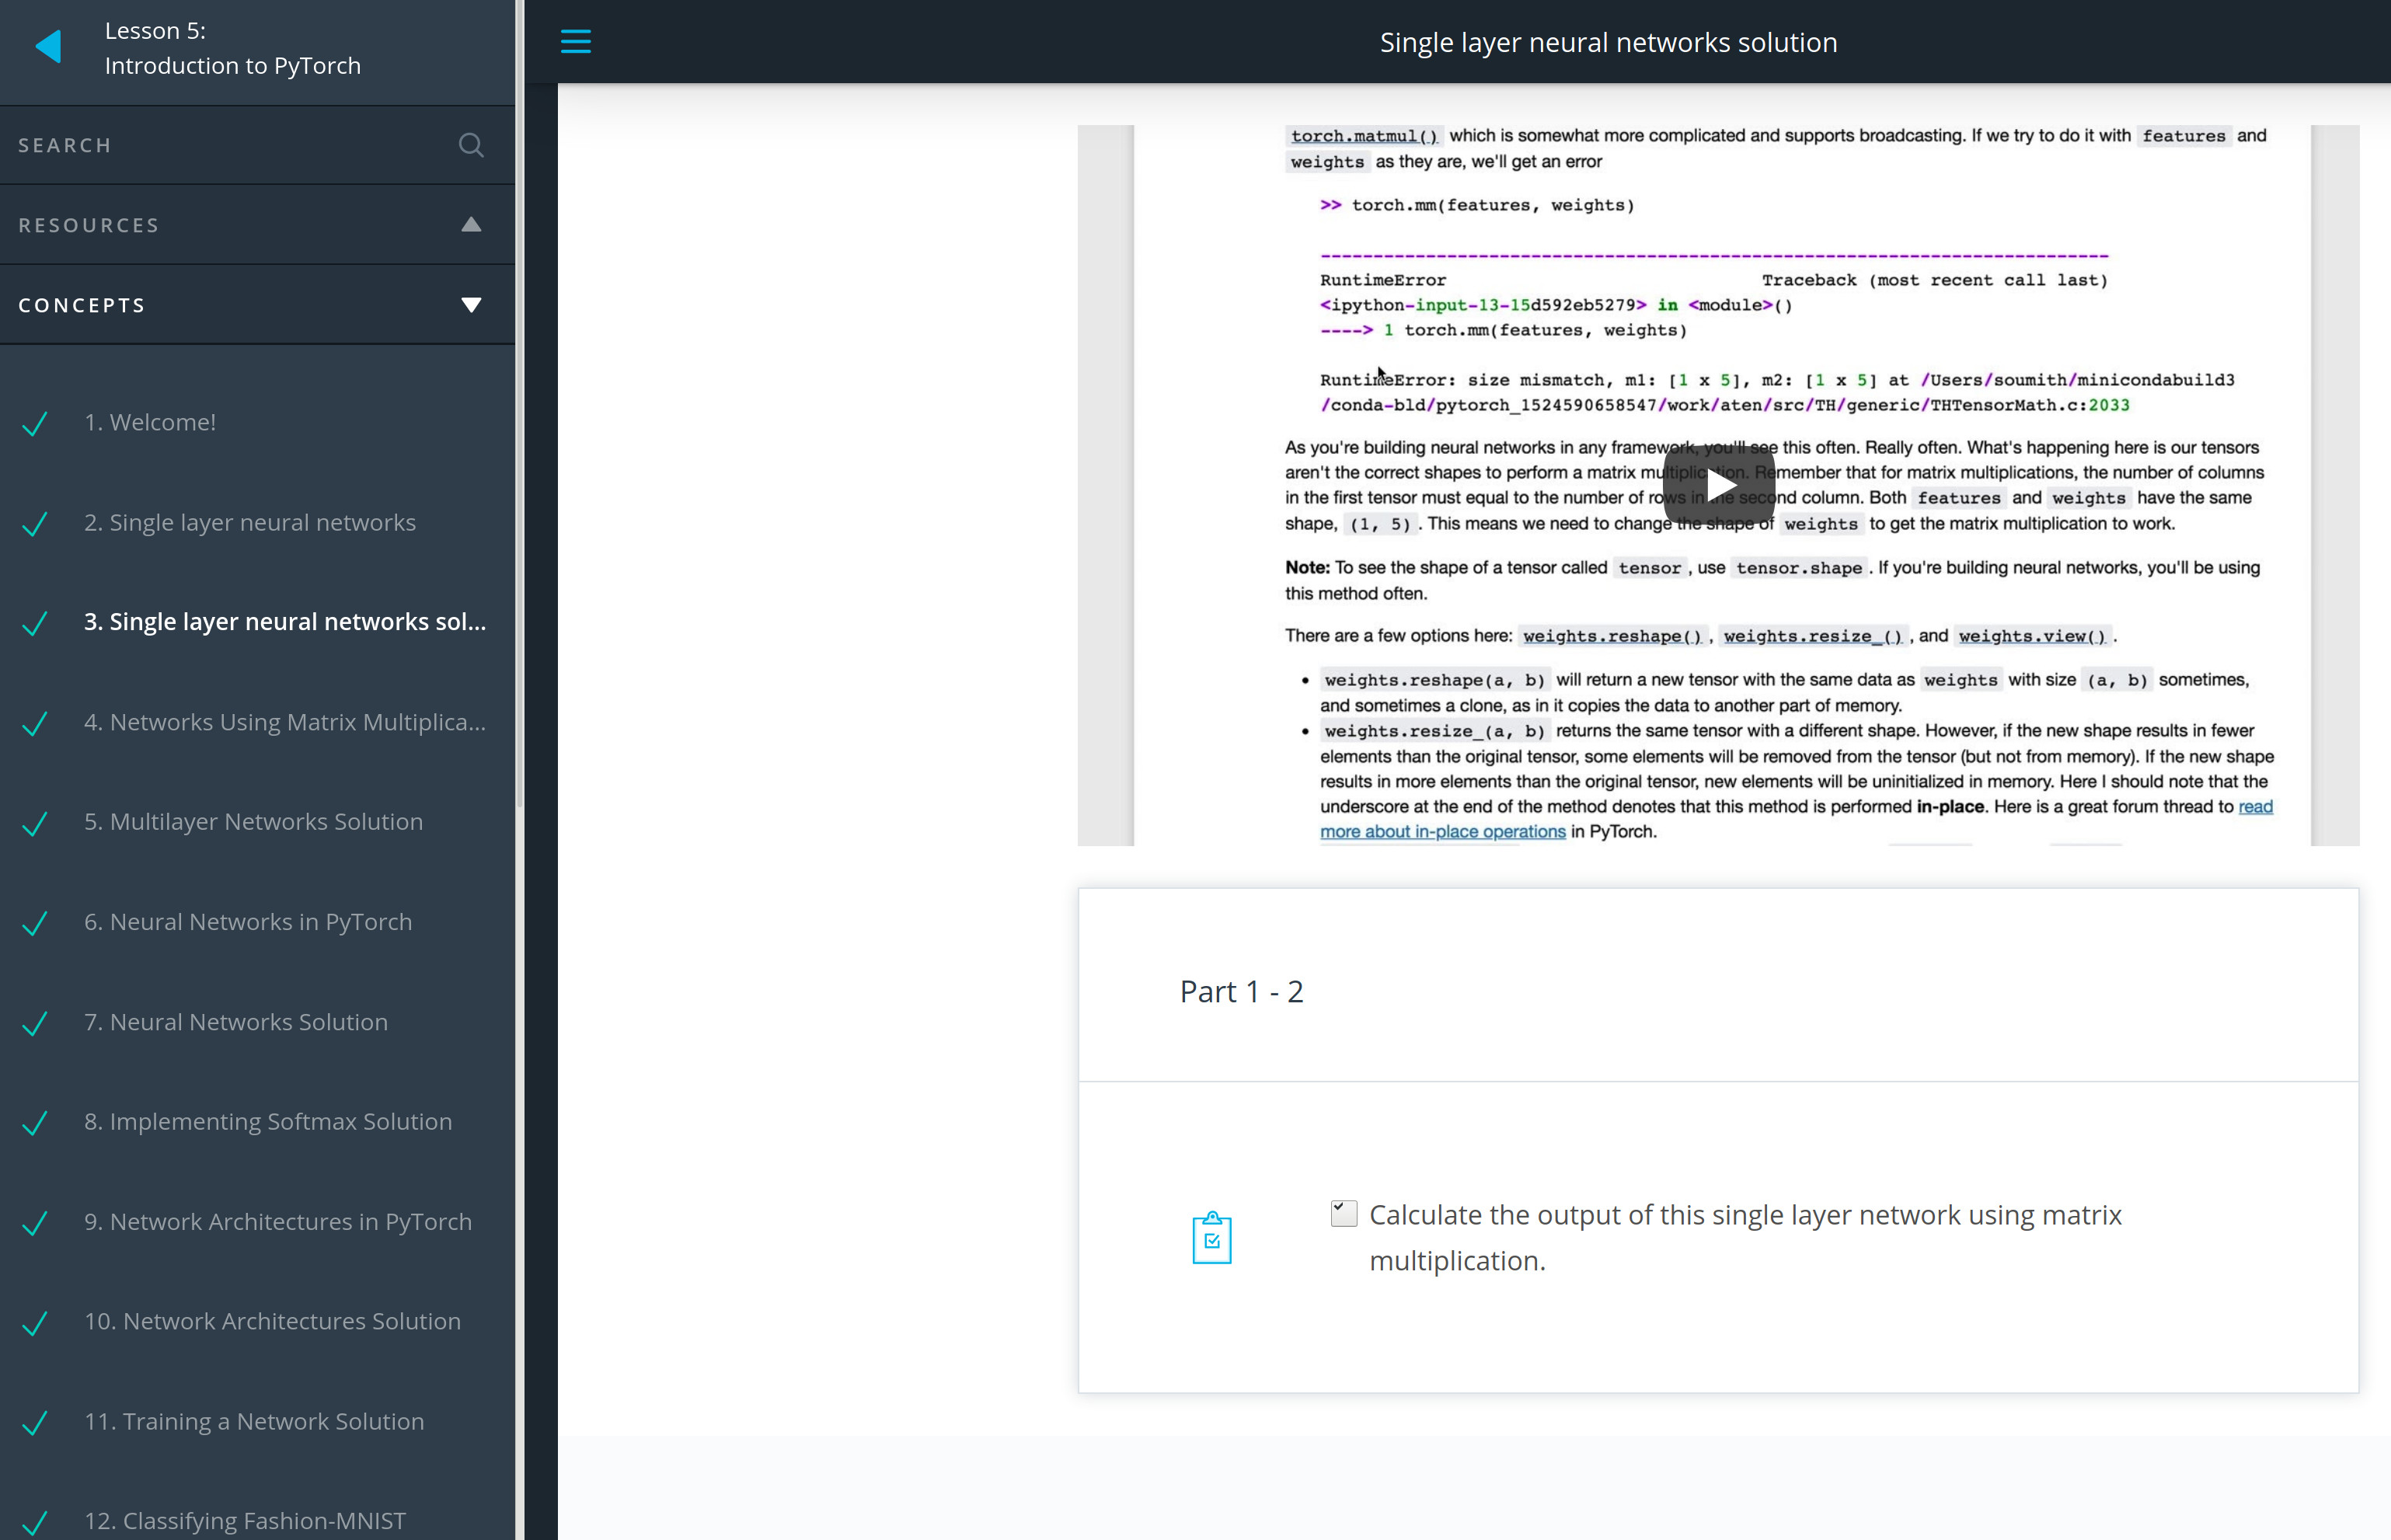 Lesson 5:
Introduction to PyTorch
SEARCH
RESOURCES
CONCEPTS
1. Welcome!
2. Single layer neural networks
3. Single layer neural networks sol...
4. Networks Using Matrix Multiplica...
5. Multilayer Networks Solution
6. Neural Networks in PyTorch
7. Neural Networks Solution
8. Implementing Softmax Solution
9. Network Architectures in PyTorch
10. Network Architectures Solution
11. Training a Network Solution
12. Classifying Fashion-MNIST
Single layer neural networks solution
torch.matmul() which is somewhat more complicated and supports broadcasting. If we try to do it with features and
weights as they are, we'll get an error
>> torch.mm(features, weights)
---------------------------------------------------------------------------
RuntimeError                              Traceback (most recent call last)
<ipython-input-13-15d592eb5279> in <module>()
----> 1 torch.mm(features, weights)
RuntimeError: size mismatch, m1: [1 x 5], m2: [1 x 5] at /Users/soumith/minicondabuild3
/conda-bld/pytorch_1524590658547/work/aten/src/TH/generic/THTensorMath.c:2033
As you're building neural networks in any framework, you'll see this often. Really often. What's happening here is our tensors
aren't the correct shapes to perform a matrix multiplication. Remember that for matrix multiplications, the number of columns
in the first tensor must equal to the number of rows in the second column. Both features and weights have the same
shape, (1, 5). This means we need to change the shape of weights to get the matrix multiplication to work.
Note: To see the shape of a tensor called tensor, use tensor.shape. If you're building neural networks, you'll be using
this method often.
There are a few options here: weights.reshape(), weights.resize_(), and weights.view().
• weights.reshape(a, b) will return a new tensor with the same data as weights with size (a, b) sometimes,
and sometimes a clone, as in it copies the data to another part of memory.
• weights.resize_(a, b) returns the same tensor with a different shape. However, if the new shape results in fewer
elements than the original tensor, some elements will be removed from the tensor (but not from memory). If the new shape
results in more elements than the original tensor, new elements will be uninitialized in memory. Here I should note that the
underscore at the end of the method denotes that this method is performed in-place. Here is a great forum thread to read
more about in-place operations in PyTorch.
Part 1 - 2
Calculate the output of this single layer network using matrix
multiplication.